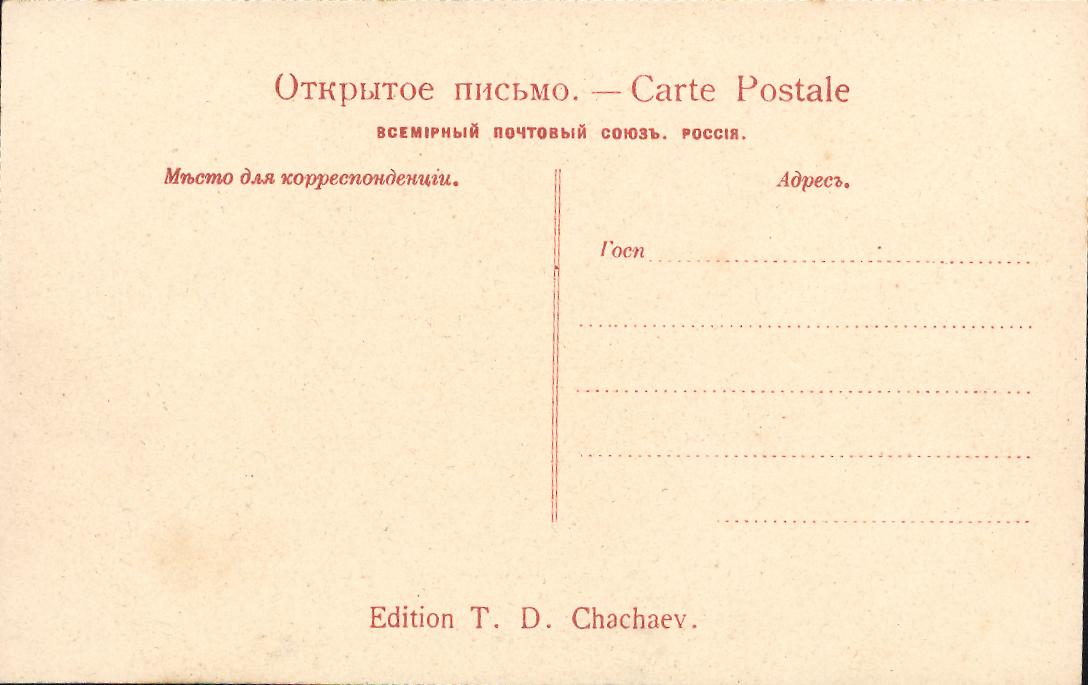 Открытое письмо. — Carte Postale
ВСЕМІРНЫЙ ПОЧТОВЫЙ СОЮЗЪ. РОССІЯ.
Мѣсто для корреспонденціи.
Адресъ.
Госп
Edition T. D. Chachaev.